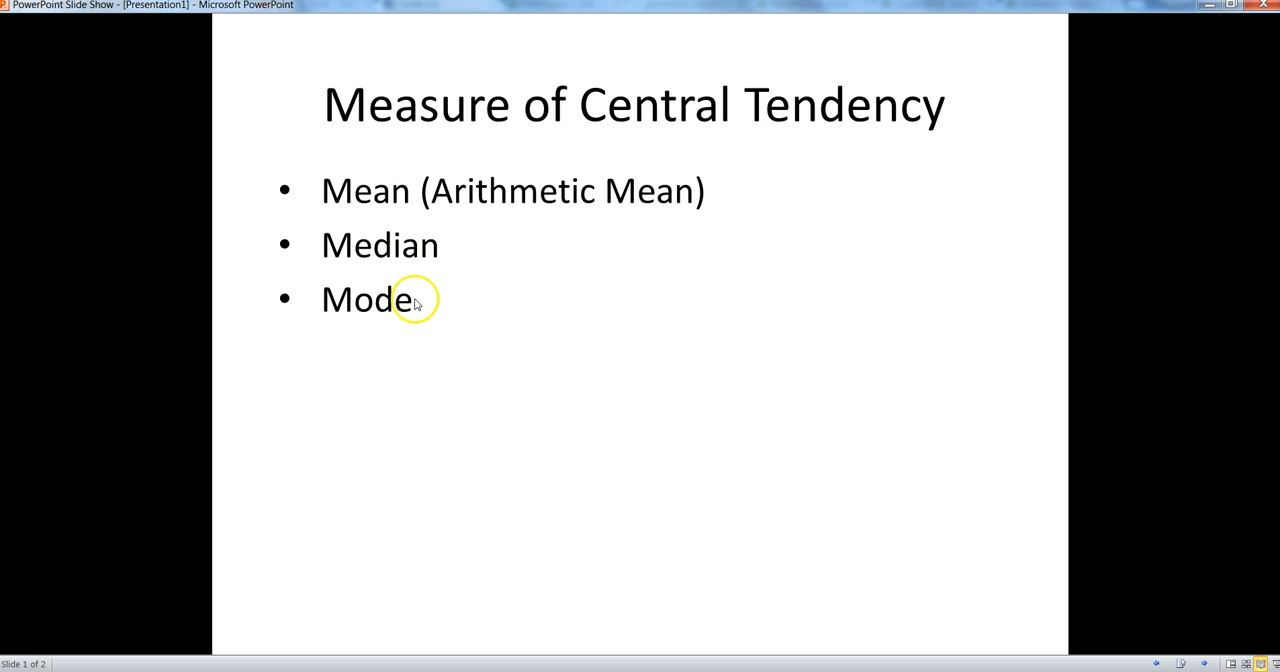 PowerPoint Slide Show - [Presentation1] - Microsoft PowerPoint
Measure of Central Tendency
• Mean (Arithmetic Mean)
• Median
• Mode
Slide 1 of 2